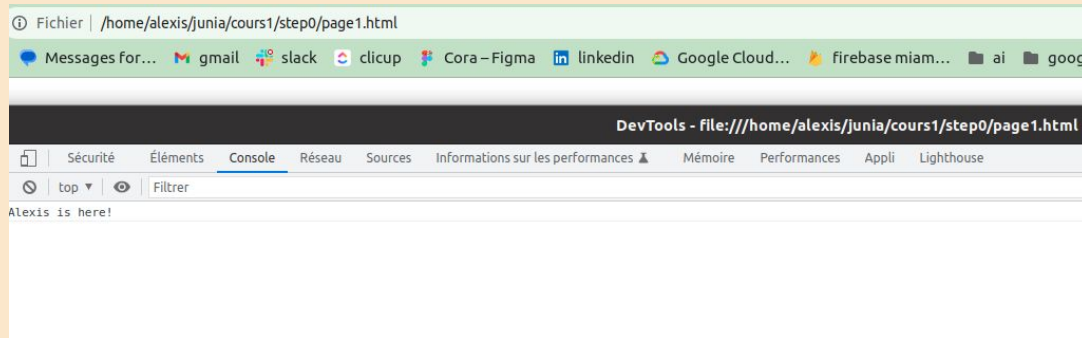 Fichier | /home/alexis/junia/cours1/step0/page1.html
Messages for... gmail slack clicup Cora – Figma linkedin Google Cloud... firebase miam... ai goog
DevTools - file:///home/alexis/junia/cours1/step0/page1.html
Sécurité Éléments Console Réseau Sources Informations sur les performances Mémoire Performances Appli Lighthouse
top Filtrer
Alexis is here!